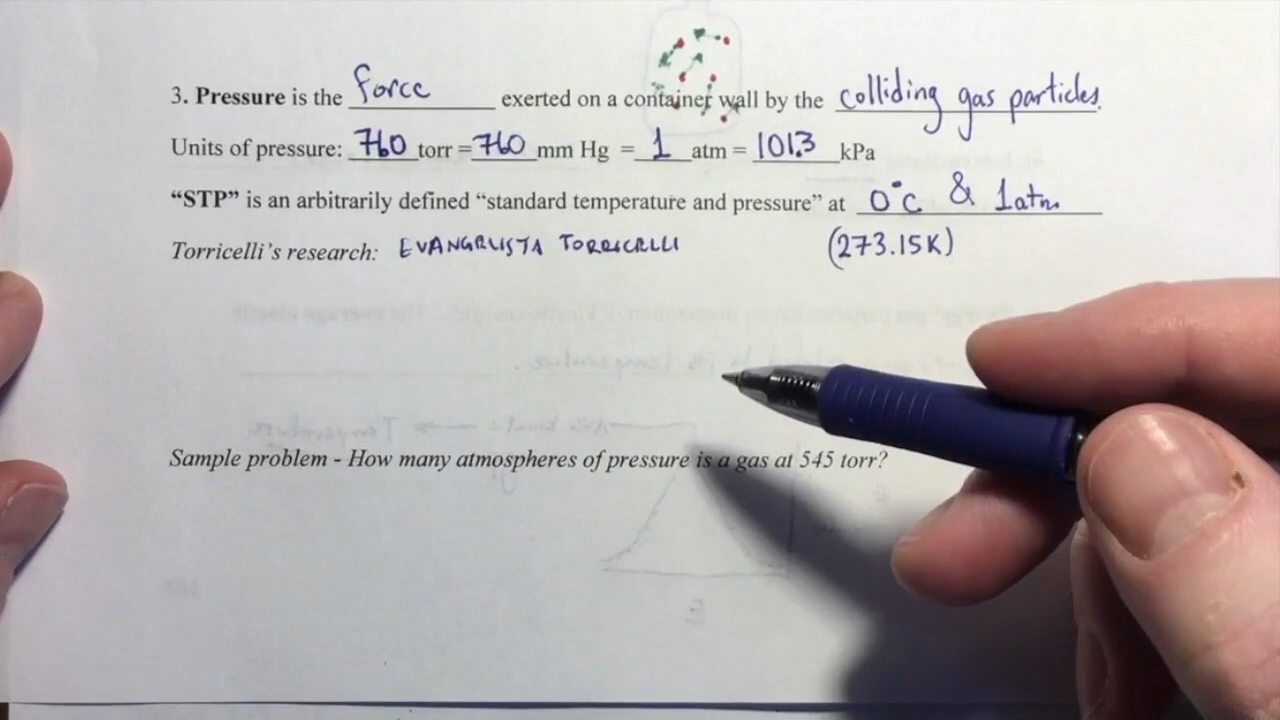 3. Pressure is the force exerted on a container wall by the colliding gas particles.
Units of pressure: 760 torr = 760 mm Hg = 1 atm = 101.3 kPa
“STP” is an arbitrarily defined “standard temperature and pressure” at 0°C & 1atm
Torricelli’s research: EVANGELISTA TORRICELLI (273.15K)
Sample problem - How many atmospheres of pressure is a gas at 545 torr?